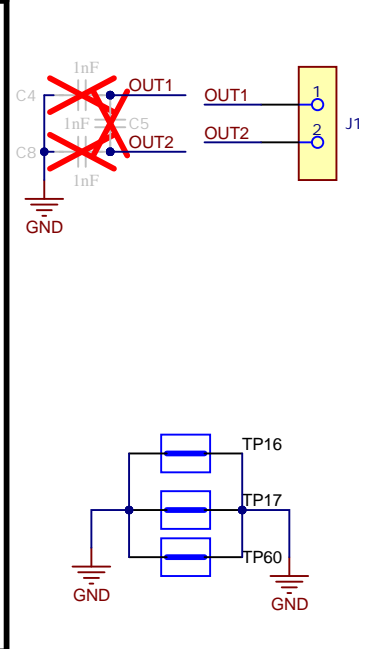 1nF
C4
OUT1
OUT1
1
1nF
C5
J1
OUT2
OUT2
2
C8
1nF
GND
TP16
TP17
TP60
GND
GND